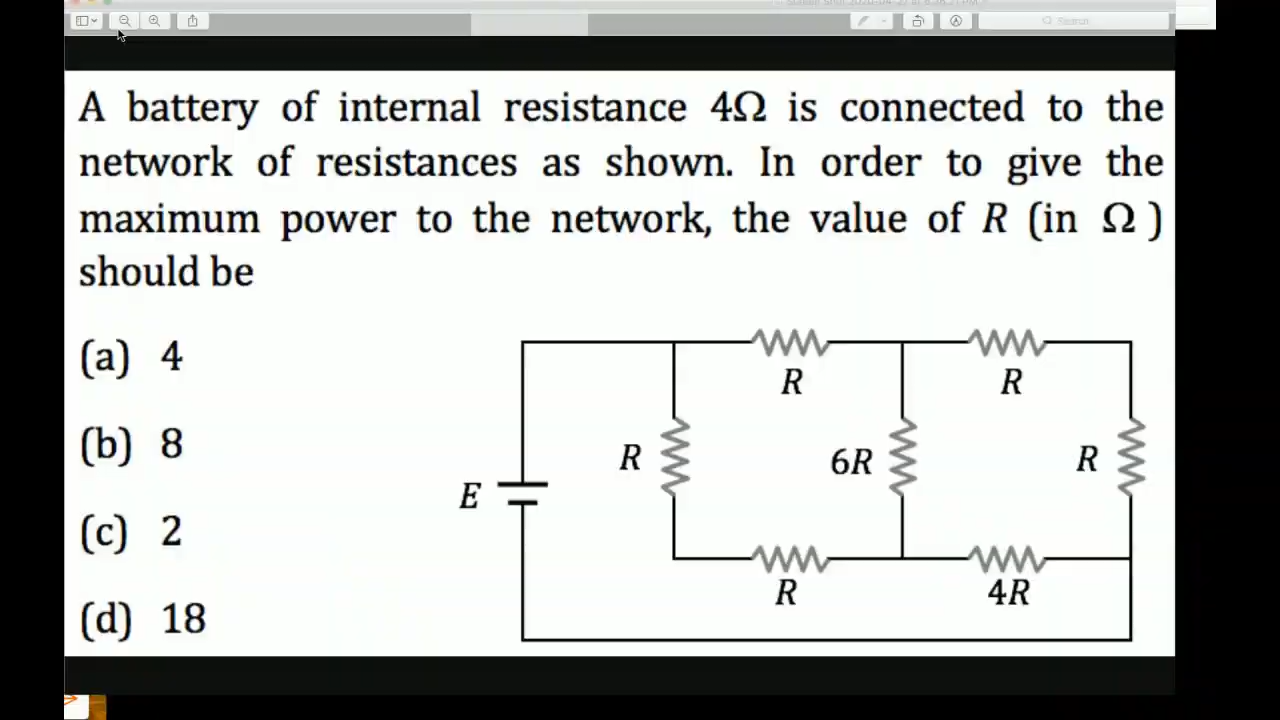 Search
A battery of internal resistance 4Ω is connected to the
network of resistances as shown. In order to give the
maximum power to the network, the value of R (in Ω )
should be
(a) 4
(b) 8
(c) 2
(d) 18
R
R
R
6R
R
E
R
4R